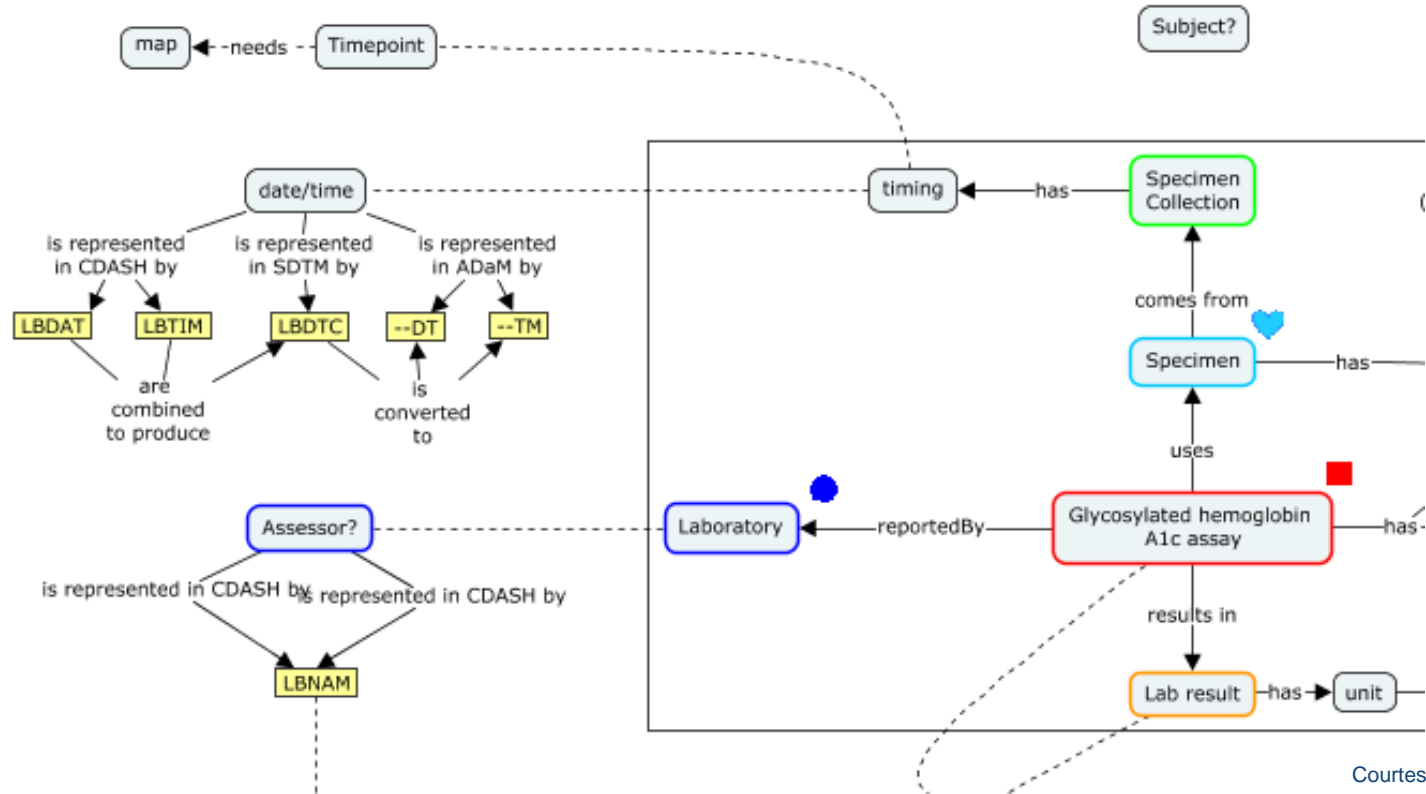 Subject?
map
needs
Timepoint
date/time
timing
has
Specimen
Collection
is represented
in CDASH by
is represented
in SDTM by
is represented
in ADaM by
comes from
LBDAT
LBTIM
LBDTC
--DT
--TM
Specimen
has
are
combined
to produce
is
converted
to
uses
Assessor?
Laboratory
reportedBy
Glycosylated hemoglobin
A1c assay
has
is represented in CDASH by
is represented in CDASH by
results in
LBNAM
Lab result
has
unit
Courtes